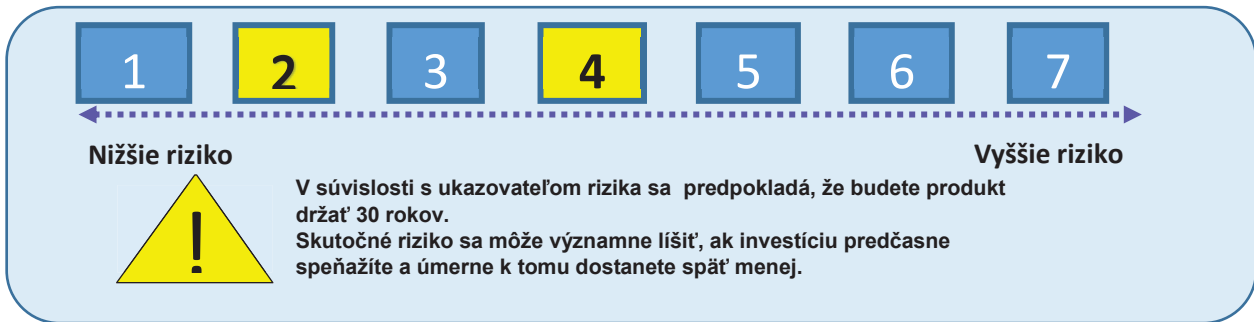 1 2 3 4 5 6 7
Nižšie riziko Vyššie riziko
!
V súvislosti s ukazovateľom rizika sa predpokladá, že budete produkt
držať 30 rokov.
Skutočné riziko sa môže významne líšiť, ak investíciu predčasne
speňažíte a úmerne k tomu dostanete späť menej.